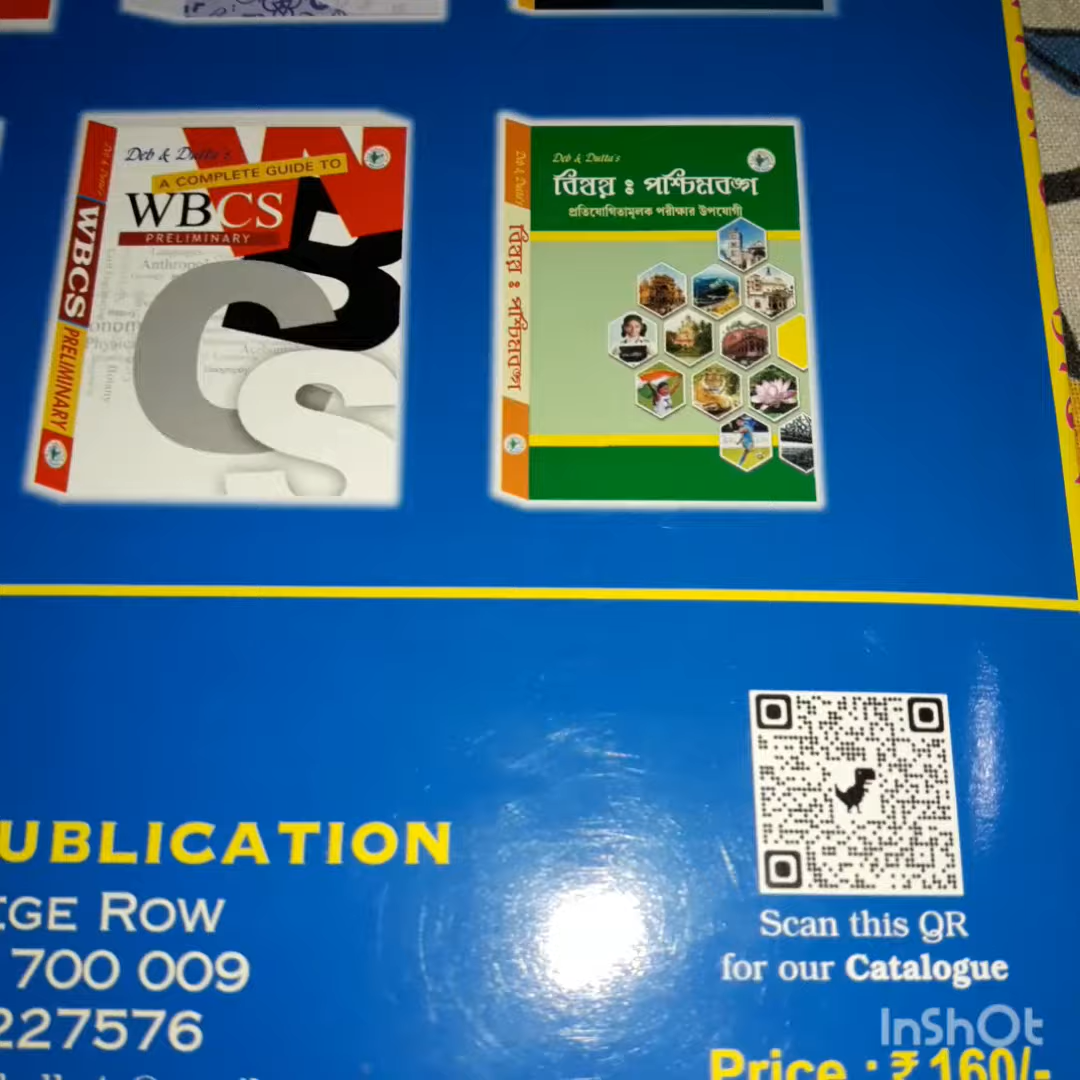 Deb & Dutta's
A COMPLETE GUIDE TO
WBCS
PRELIMINARY
WBCS
PRELIMINARY
Deb & Dutta's
বিষয় ঃ পশ্চিমবঙ্গ
প্রতিযোগিতামূলক পরীক্ষার উপযোগী
বিষয় ঃ পশ্চিমবঙ্গ
UBLICATION
EGE ROW
700 009
227576
Scan this QR
for our Catalogue
InShOt
Price : ₹ 160/-